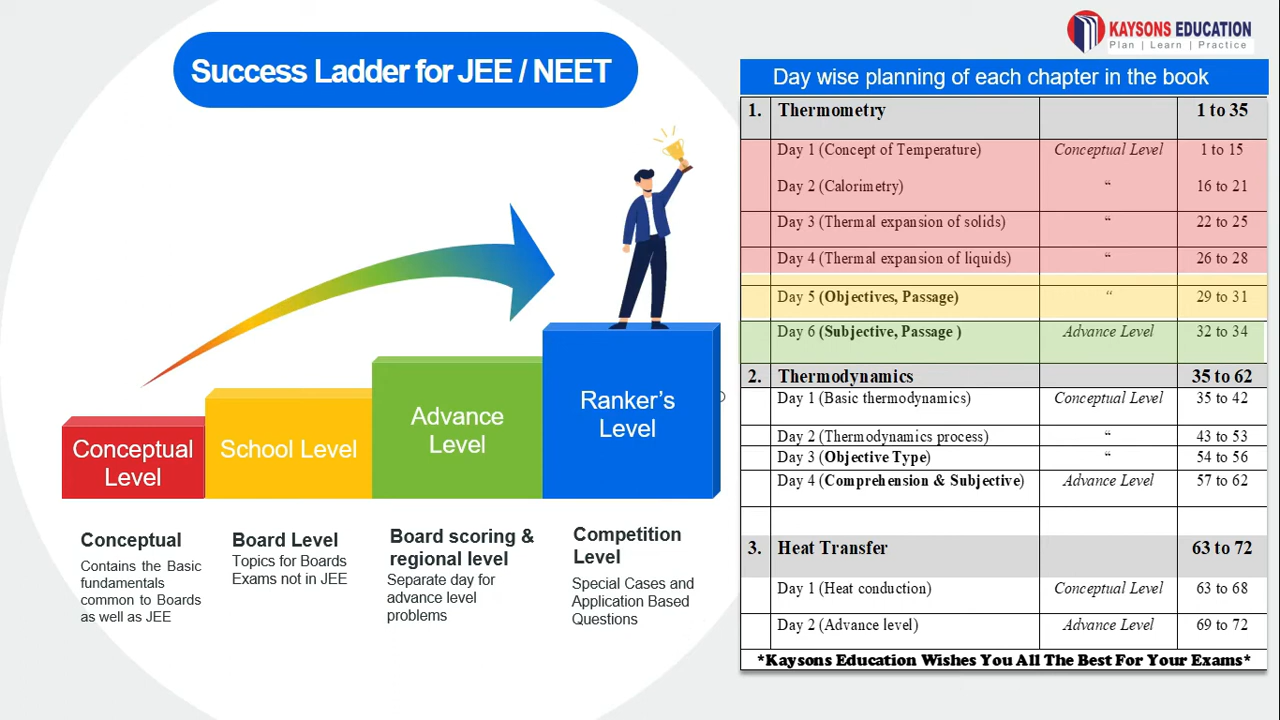 Success Ladder for JEE / NEET
Conceptual
Level
School Level
Advance
Level
Ranker's
Level
Conceptual
Contains the Basic
fundamentals
common to Boards
as well as JEE
Board Level
Topics for Boards
Exams not in JEE
Board scoring &
regional level
Separate day for
advance level
problems
Competition
Level
Special Cases and
Application Based
Questions
KAYSONS EDUCATION
Plan | Learn | Practice
Day wise planning of each chapter in the book
1. Thermometry 1 to 35
Day 1 (Concept of Temperature) Conceptual Level 1 to 15
Day 2 (Calorimetry) “ 16 to 21
Day 3 (Thermal expansion of solids) “ 22 to 25
Day 4 (Thermal expansion of liquids) “ 26 to 28
Day 5 (Objectives, Passage) “ 29 to 31
Day 6 (Subjective, Passage ) Advance Level 32 to 34
2. Thermodynamics 35 to 62
Day 1 (Basic thermodynamics) Conceptual Level 35 to 42
Day 2 (Thermodynamics process) “ 43 to 53
Day 3 (Objective Type) “ 54 to 56
Day 4 (Comprehension & Subjective) Advance Level 57 to 62
3. Heat Transfer 63 to 72
Day 1 (Heat conduction) Conceptual Level 63 to 68
Day 2 (Advance level) Advance Level 69 to 72
*Kaysons Education Wishes You All The Best For Your Exams*